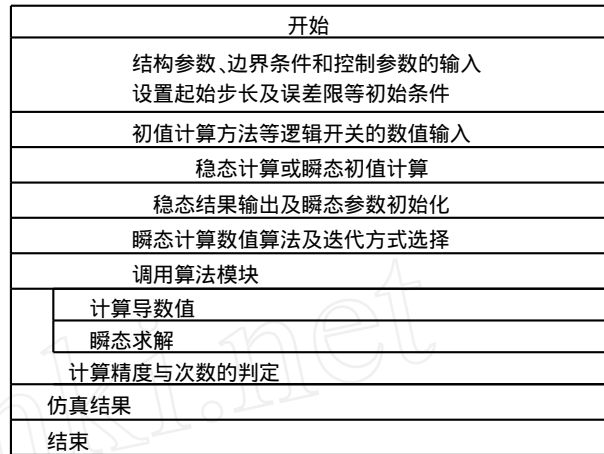 开始
结构参数、边界条件和控制参数的输入
设置起始步长及误差限等初始条件
初值计算方法等逻辑开关的数值输入
稳态计算或瞬态初值计算
稳态结果输出及瞬态参数初始化
瞬态计算数值算法及迭代方式选择
调用算法模块
计算导数值
瞬态求解
计算精度与次数的判定
仿真结果
结束